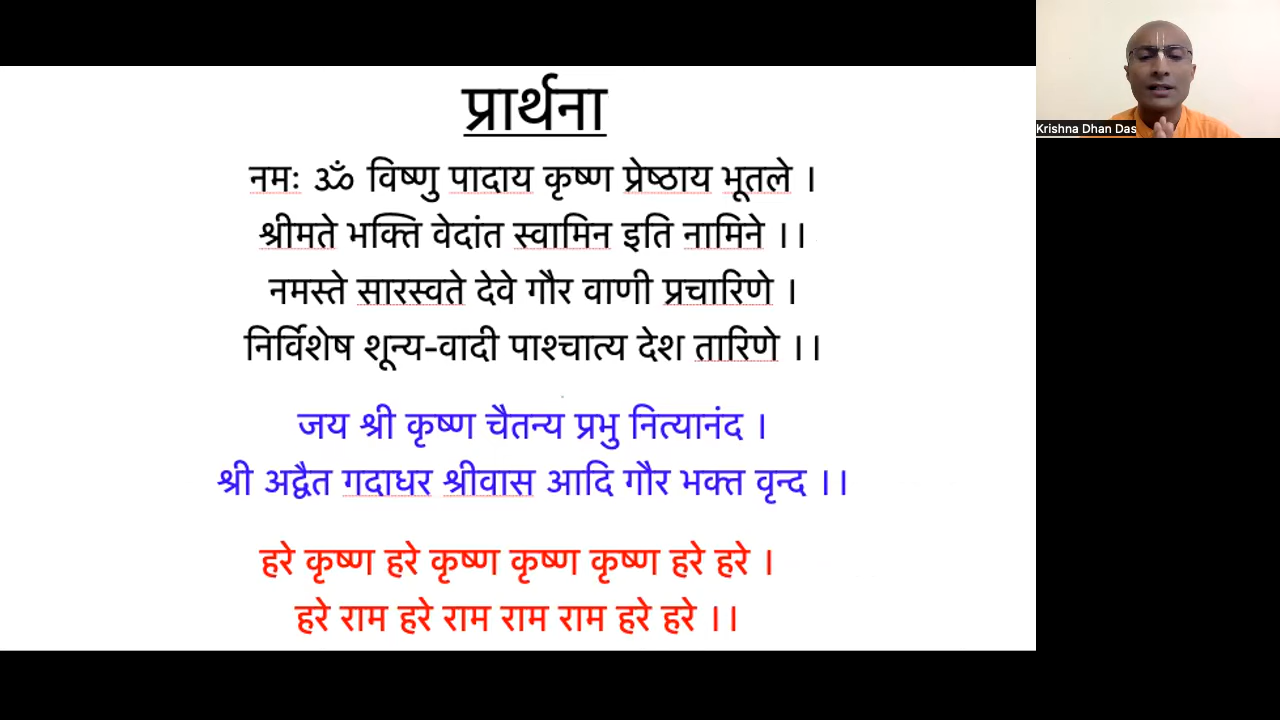 प्रार्थना
नमः ॐ विष्णु पादाय कृष्ण प्रेष्ठाय भूतले ।
श्रीमते भक्ति वेदांत स्वामिन इति नामिने ।।
नमस्ते सारस्वते देवे गौर वाणी प्रचारिणे ।
निर्विशेष शून्य-वादी पाश्चात्य देश तारिणे ।।
जय श्री कृष्ण चैतन्य प्रभु नित्यानंद ।
श्री अद्वैत गदाधर श्रीवास आदि गौर भक्त वृन्द ।।
हरे कृष्ण हरे कृष्ण कृष्ण कृष्ण हरे हरे ।
हरे राम हरे राम राम राम हरे हरे ।।
Krishna Dhan Das